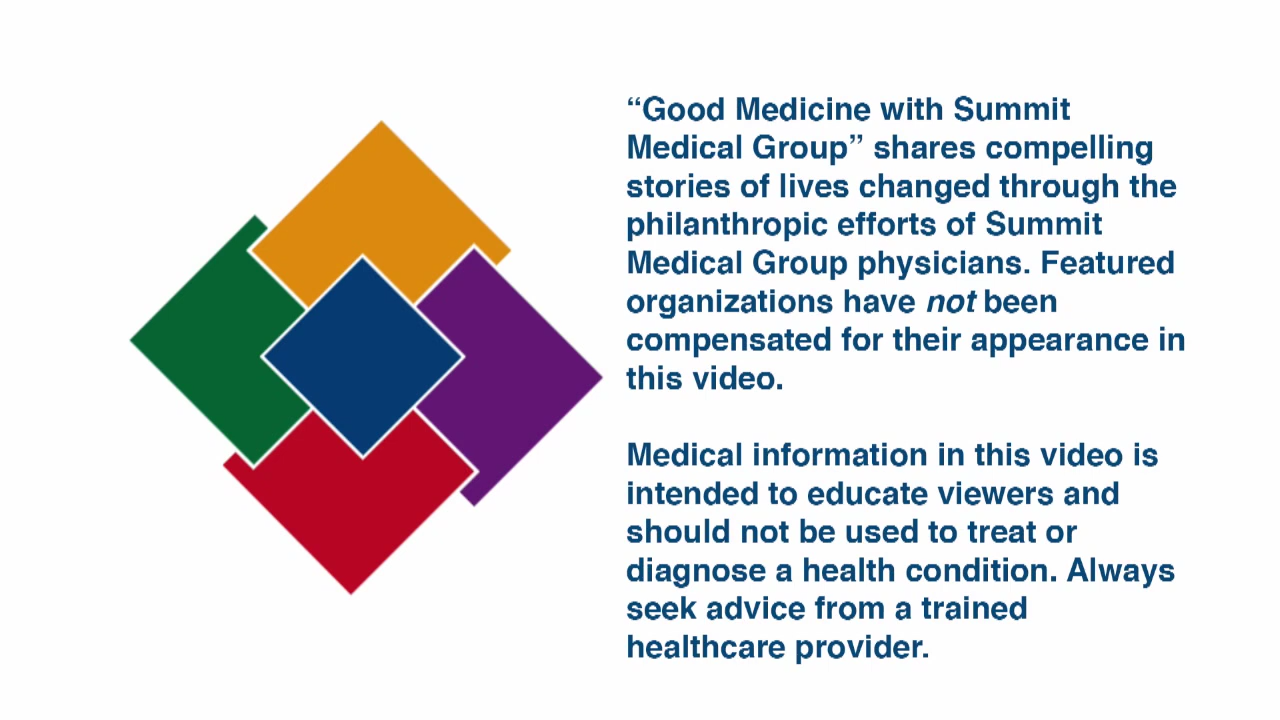 “Good Medicine with Summit
Medical Group” shares compelling
stories of lives changed through the
philanthropic efforts of Summit
Medical Group physicians. Featured
organizations have not been
compensated for their appearance in
this video.
Medical information in this video is
intended to educate viewers and
should not be used to treat or
diagnose a health condition. Always
seek advice from a trained
healthcare provider.